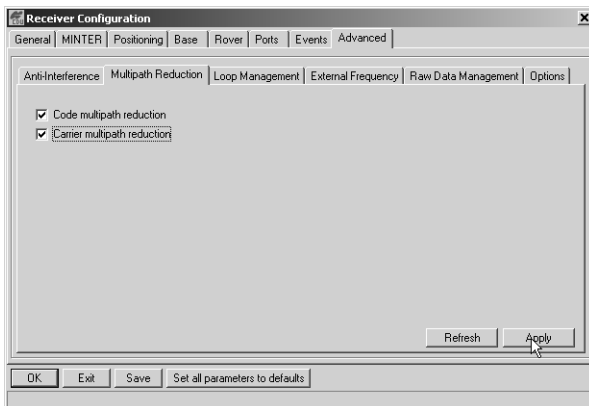 Receiver Configuration
General MINTER Positioning Base Rover Ports Events Advanced
Anti-Interference Multipath Reduction Loop Management External Frequency Raw Data Management Options
Code multipath reduction
Carrier multipath reduction
Refresh Apply
OK Exit Save Set all parameters to defaults